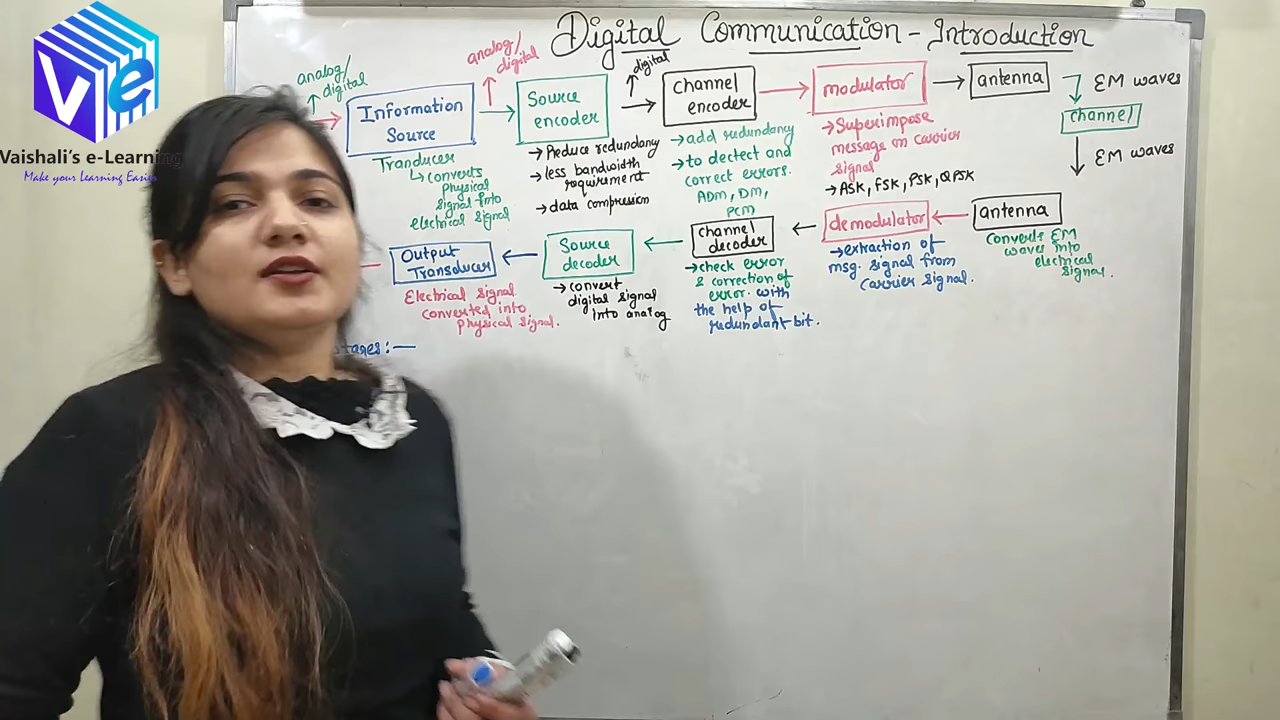 Digital Communication - Introduction
Ve
Vaishali's e-Learning
Make your Learning Easier
analog/
digital
Information
Source
Tranducer
converts
physical
signal into
electrical signal
analog/
digital
Source
encoder
→ Reduce redundancy
→ less bandwidth
requirement
→ data compression
digital
Channel
encoder
→ add redundancy
→ to dectect and
correct errors.
ADM, DM,
PCM
modulator
→ Superimpose
message on carrier
signal
→ ASK, FSK, PSK, QPSK
antenna
EM waves
channel
EM waves
antenna
Converts EM
waves into
electrical
signal.
demodulator
→ extraction of
msg. signal from
carrier signal.
channel
decoder
→ check error
& correction of
error. with
the help of
redundant bit.
Source
decoder
→ convert
digital signal
into analog
Output
Transducer
Electrical signal
converted into
physical signal.
tages:—